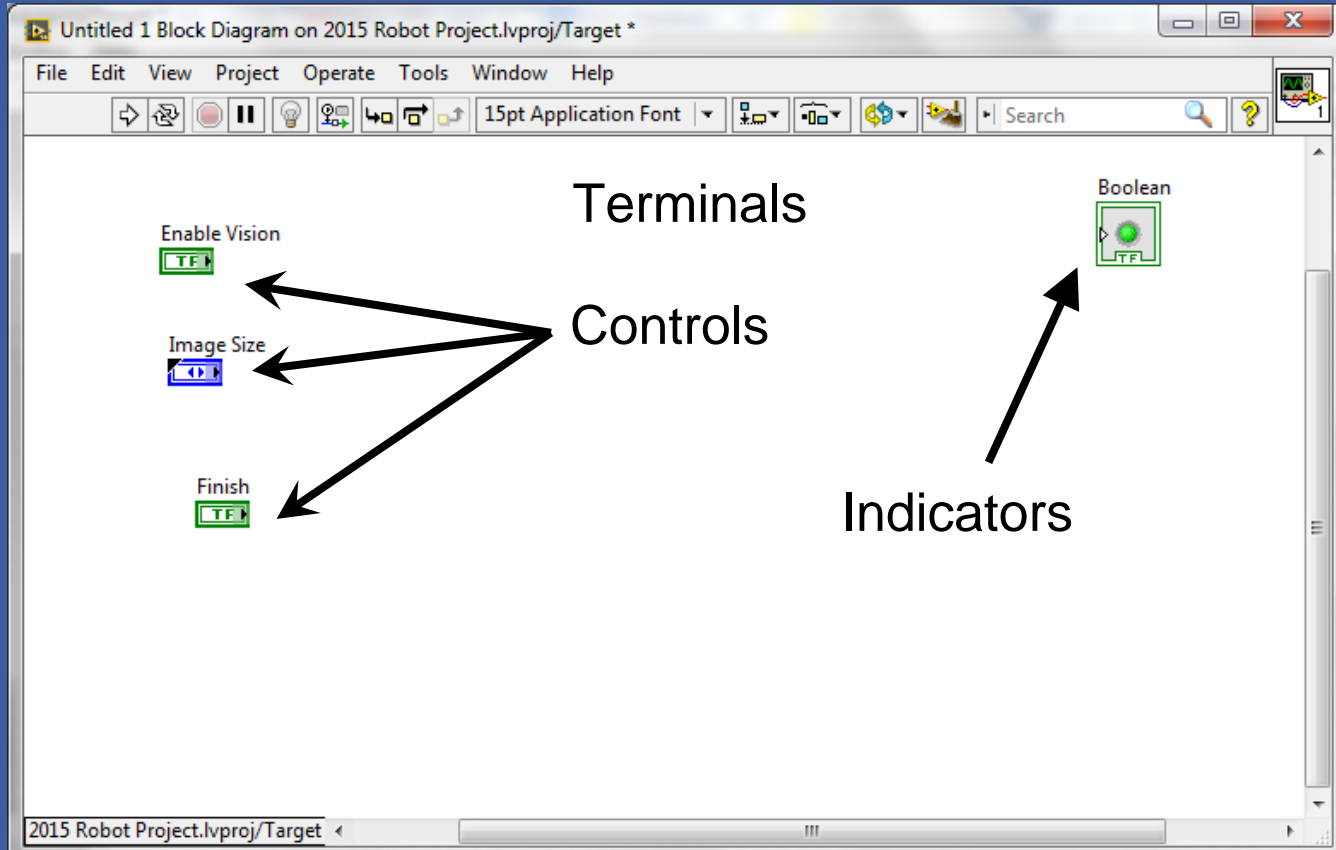 Untitled 1 Block Diagram on 2015 Robot Project.lvproj/Target *
File Edit View Project Operate Tools Window Help
15pt Application Font Search
1
Terminals
Boolean
TF
Enable Vision
TF
Controls
Image Size
Finish
TF
Indicators
2015 Robot Project.lvproj/Target